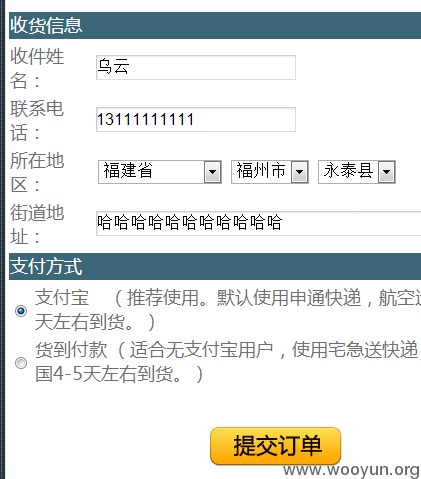 收货信息
收件姓
名： 乌云
联系电
话： 13111111111
所在地
区： 福建省 福州市 永泰县
街道地
址： 哈哈哈哈哈哈哈哈哈哈哈
支付方式
支付宝 （推荐使用。默认使用申通快递，航空
天左右到货。）
货到付款（适合无支付宝用户，使用宅急送快递
国4-5天左右到货。）
提交订单
www.wooyun.org